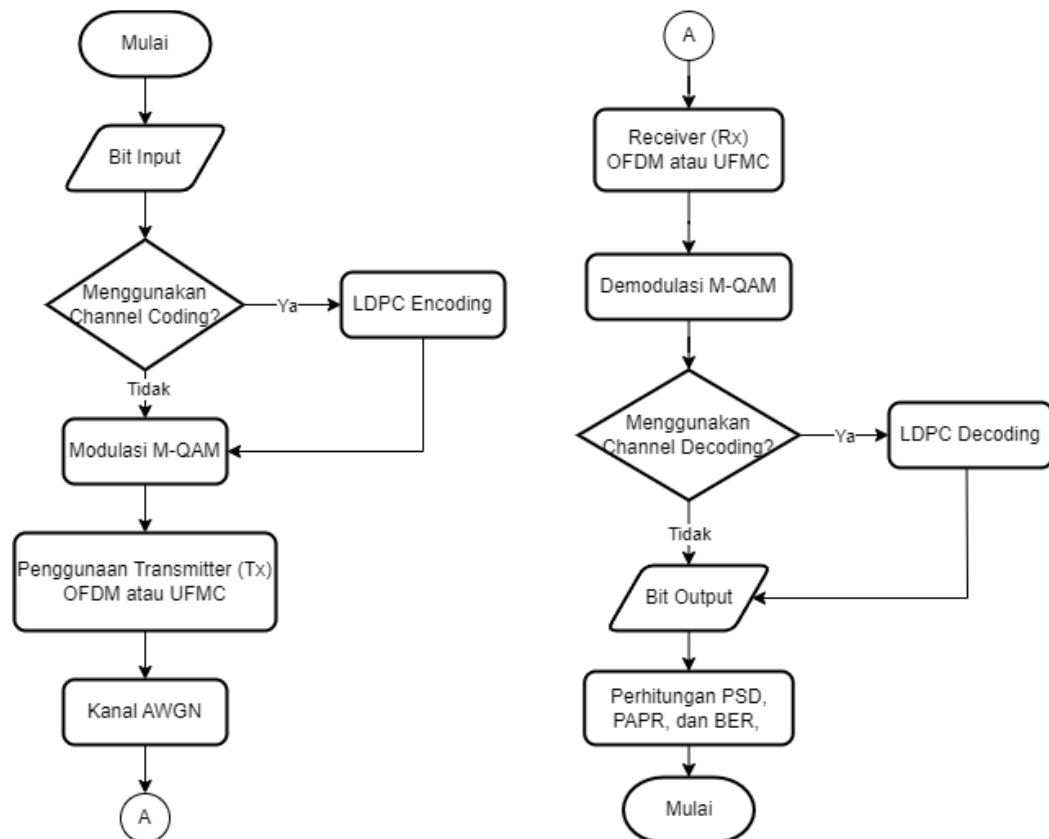 Mulai
Bit Input
Menggunakan
Channel Coding?
Ya
LDPC Encoding
Tidak
Modulasi M-QAM
Penggunaan Transmitter (Tx)
OFDM atau UFMC
Kanal AWGN
A
A
Receiver (Rx)
OFDM atau UFMC
Demodulasi M-QAM
Menggunakan
Channel Decoding?
Ya
LDPC Decoding
Tidak
Bit Output
Perhitungan PSD,
PAPR, dan BER,
Mulai